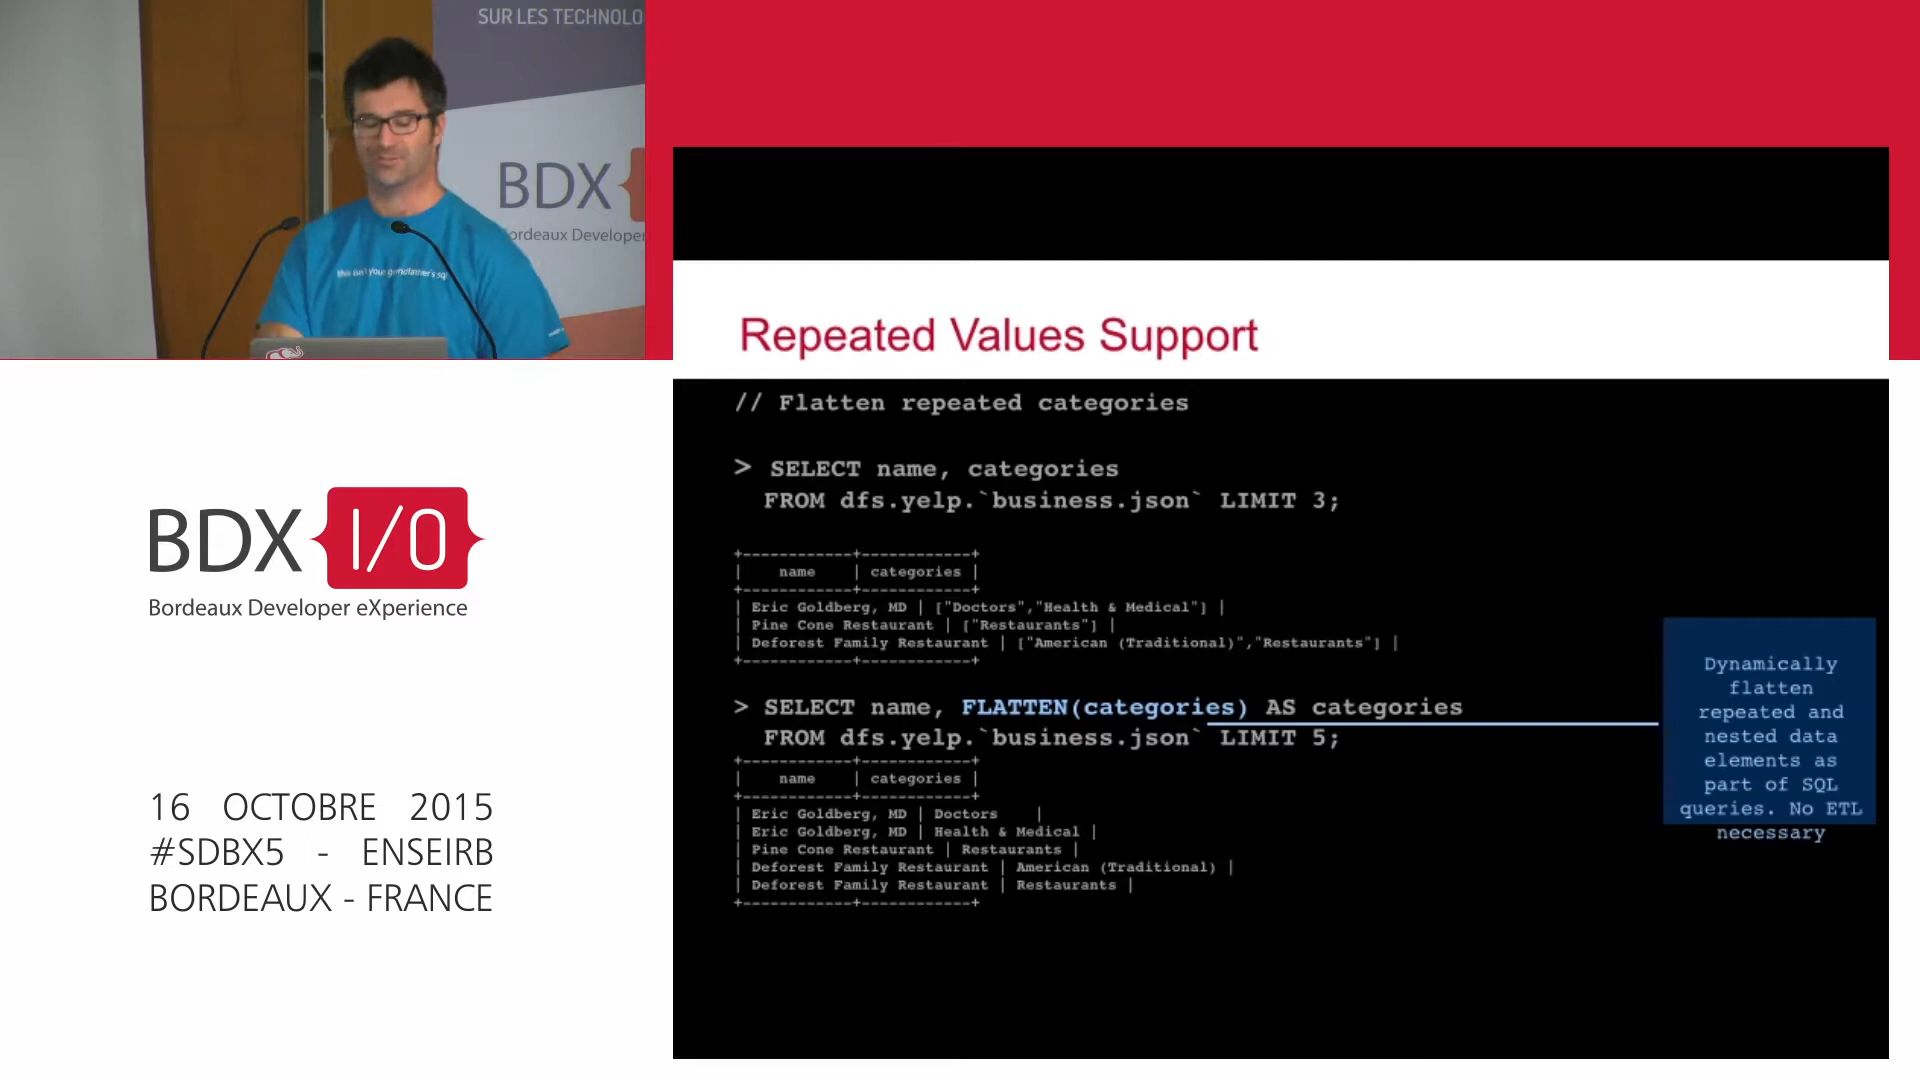 SUR LES TECHNOLO
BDX
ordeaux Developer
this isn't your grandfather's sql
BDX I/O
Bordeaux Developer eXperience
16 OCTOBRE 2015
#SDBX5 - ENSEIRB
BORDEAUX - FRANCE
Repeated Values Support
// Flatten repeated categories
> SELECT name, categories
FROM dfs.yelp.`business.json` LIMIT 3;
+------------+------------+
| name | categories |
+------------+------------+
| Eric Goldberg, MD | ["Doctors","Health & Medical"] |
| Pine Cone Restaurant | ["Restaurants"] |
| Deforest Family Restaurant | ["American (Traditional)","Restaurants"] |
+------------+------------+
> SELECT name, FLATTEN(categories) AS categories
FROM dfs.yelp.`business.json` LIMIT 5;
+------------+------------+
| name | categories |
+------------+------------+
| Eric Goldberg, MD | Doctors |
| Eric Goldberg, MD | Health & Medical |
| Pine Cone Restaurant | Restaurants |
| Deforest Family Restaurant | American (Traditional) |
| Deforest Family Restaurant | Restaurants |
+------------+------------+
Dynamically
flatten
repeated and
nested data
elements as
part of SQL
queries. No ETL
necessary